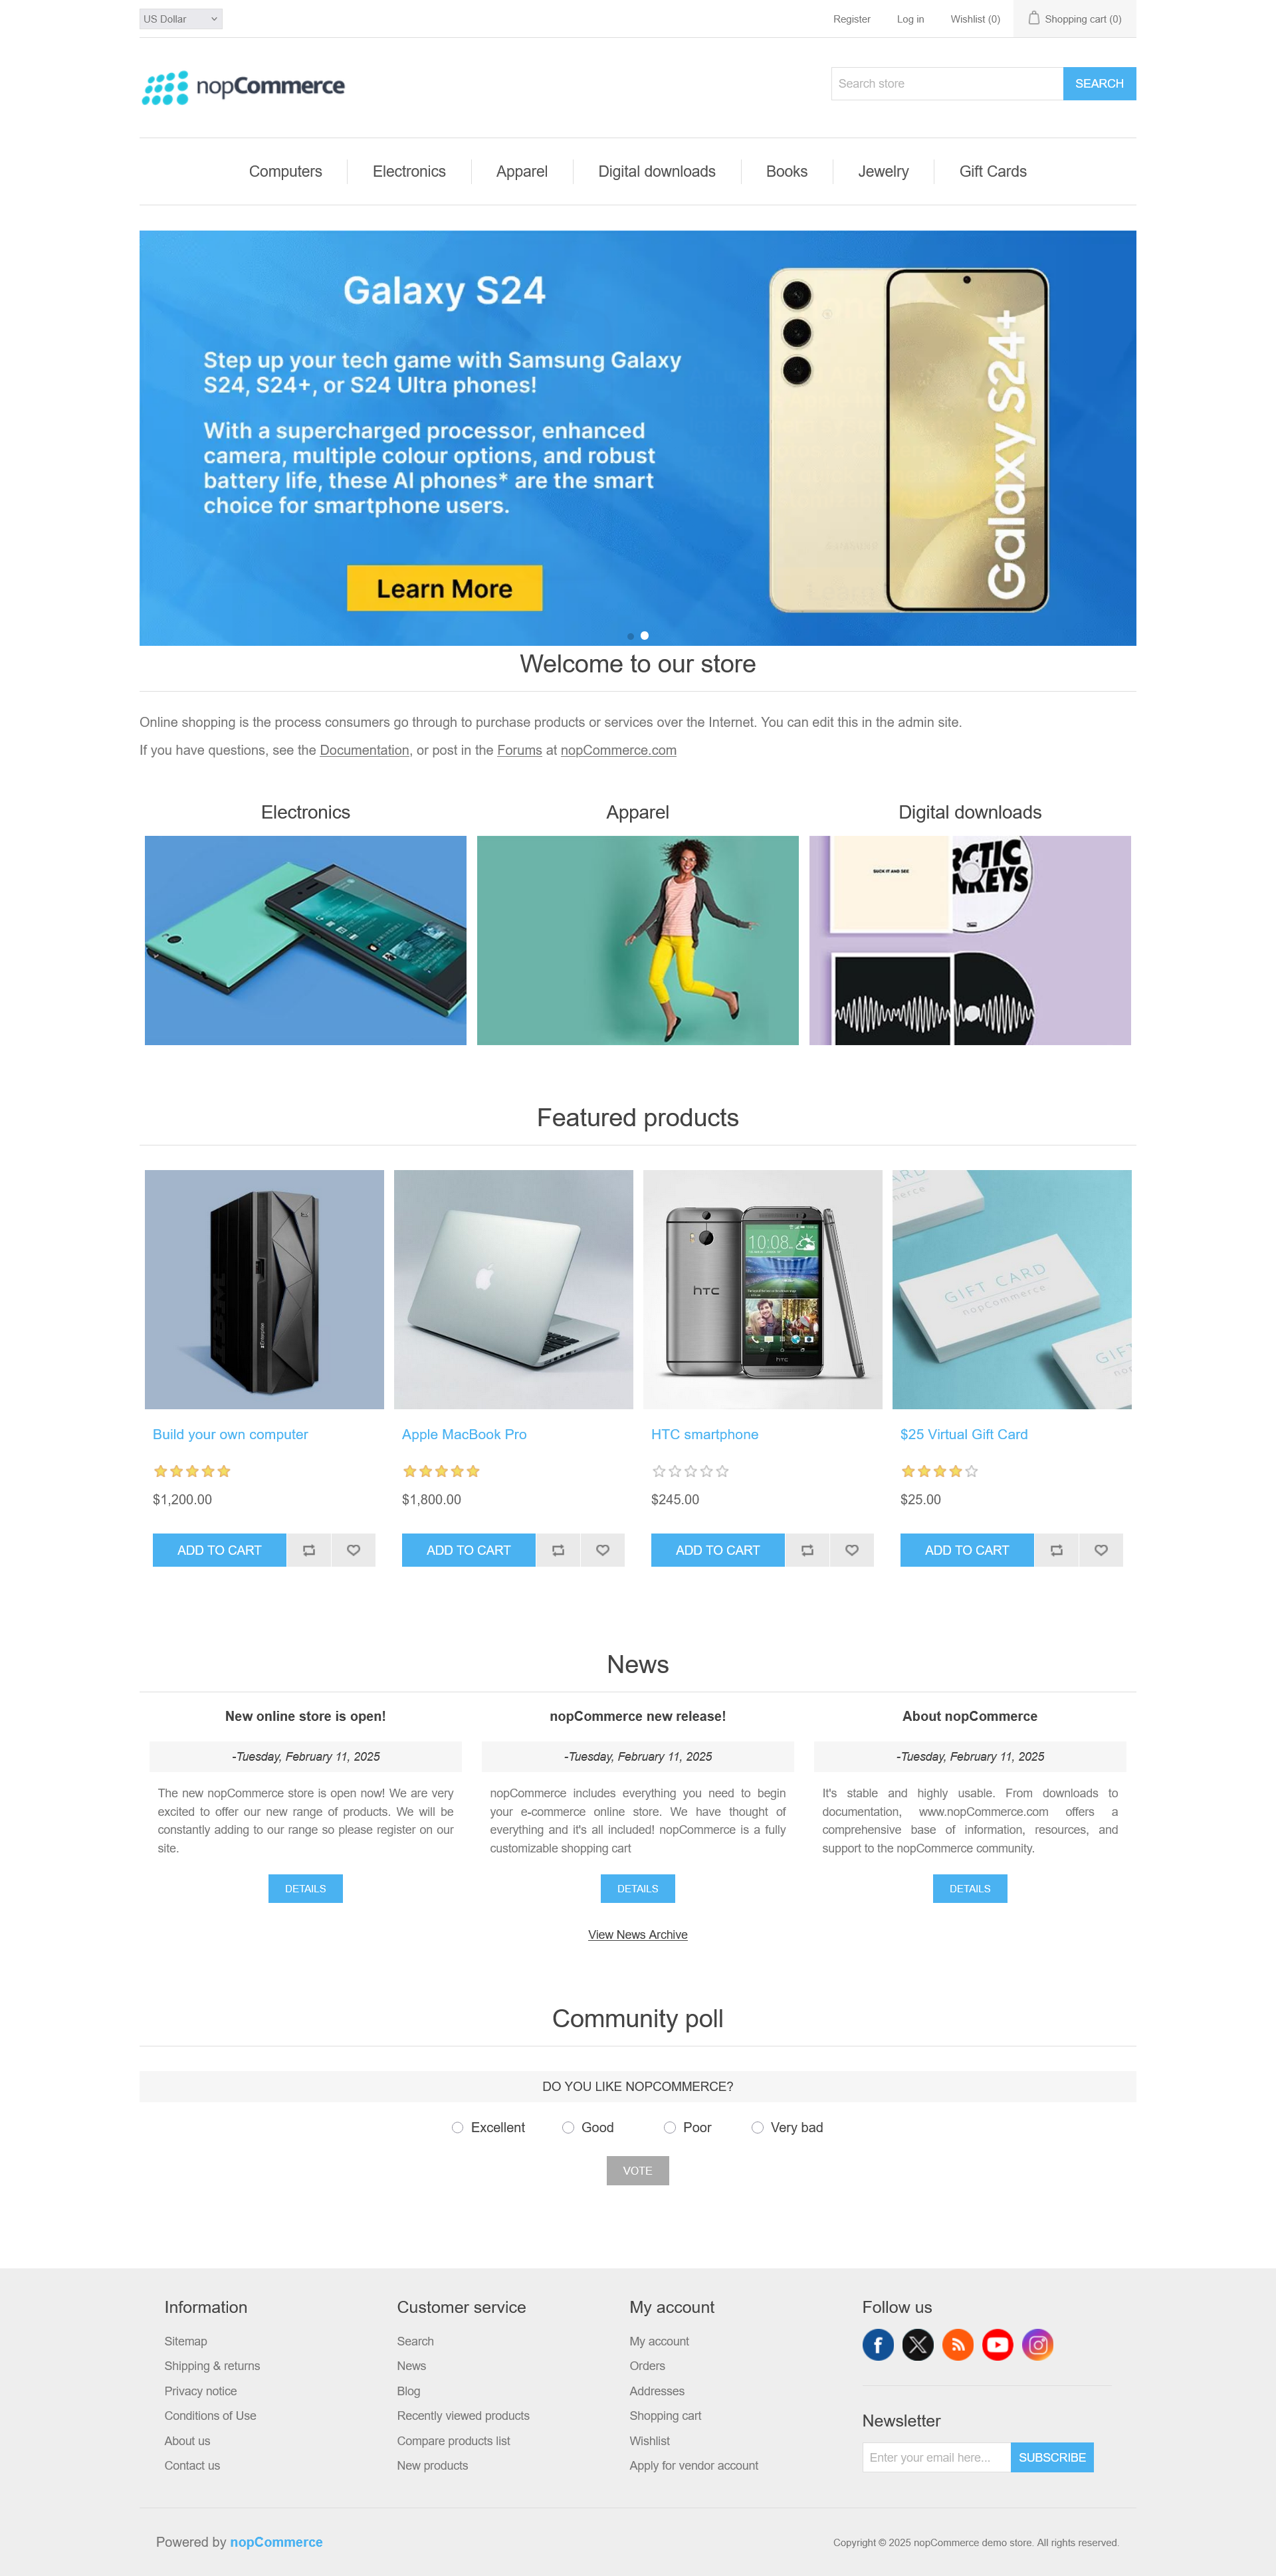 US Dollar
Register
Log in
Wishlist (0)
Shopping cart (0)
nopCommerce
Search store
SEARCH
Computers
Electronics
Apparel
Digital downloads
Books
Jewelry
Gift Cards
Galaxy S24
Step up your tech game with Samsung Galaxy
S24, S24+, or S24 Ultra phones!
With a supercharged processor, enhanced
camera, multiple colour options, and robust
battery life, these AI phones* are the smart
choice for smartphone users.
Learn More
Galaxy S24+
Welcome to our store
Online shopping is the process consumers go through to purchase products or services over the Internet. You can edit this in the admin site.
If you have questions, see the Documentation, or post in the Forums at nopCommerce.com
Electronics
Apparel
Digital downloads
SUCK IT AND SEE
RCTIC
NKEYS
Featured products
10:08
hTC
hTC
ARD
merce
GIFT CARD
nopCommerce
GIFT
nop
Build your own computer
Apple MacBook Pro
HTC smartphone
$25 Virtual Gift Card
$1,200.00
$1,800.00
$245.00
$25.00
ADD TO CART
ADD TO CART
ADD TO CART
ADD TO CART
News
New online store is open!
-Tuesday, February 11, 2025
The new nopCommerce store is open now! We are very
excited to offer our new range of products. We will be
constantly adding to our range so please register on our
site.
DETAILS
nopCommerce new release!
-Tuesday, February 11, 2025
nopCommerce includes everything you need to begin
your e-commerce online store. We have thought of
everything and it's all included! nopCommerce is a fully
customizable shopping cart
DETAILS
About nopCommerce
-Tuesday, February 11, 2025
It's stable and highly usable. From downloads to
documentation, www.nopCommerce.com offers a
comprehensive base of information, resources, and
support to the nopCommerce community.
DETAILS
View News Archive
Community poll
DO YOU LIKE NOPCOMMERCE?
Excellent
Good
Poor
Very bad
VOTE
Information
Sitemap
Shipping & returns
Privacy notice
Conditions of Use
About us
Contact us
Customer service
Search
News
Blog
Recently viewed products
Compare products list
New products
My account
My account
Orders
Addresses
Shopping cart
Wishlist
Apply for vendor account
Follow us
Newsletter
Enter your email here...
SUBSCRIBE
Powered by nopCommerce
Copyright © 2025 nopCommerce demo store. All rights reserved.